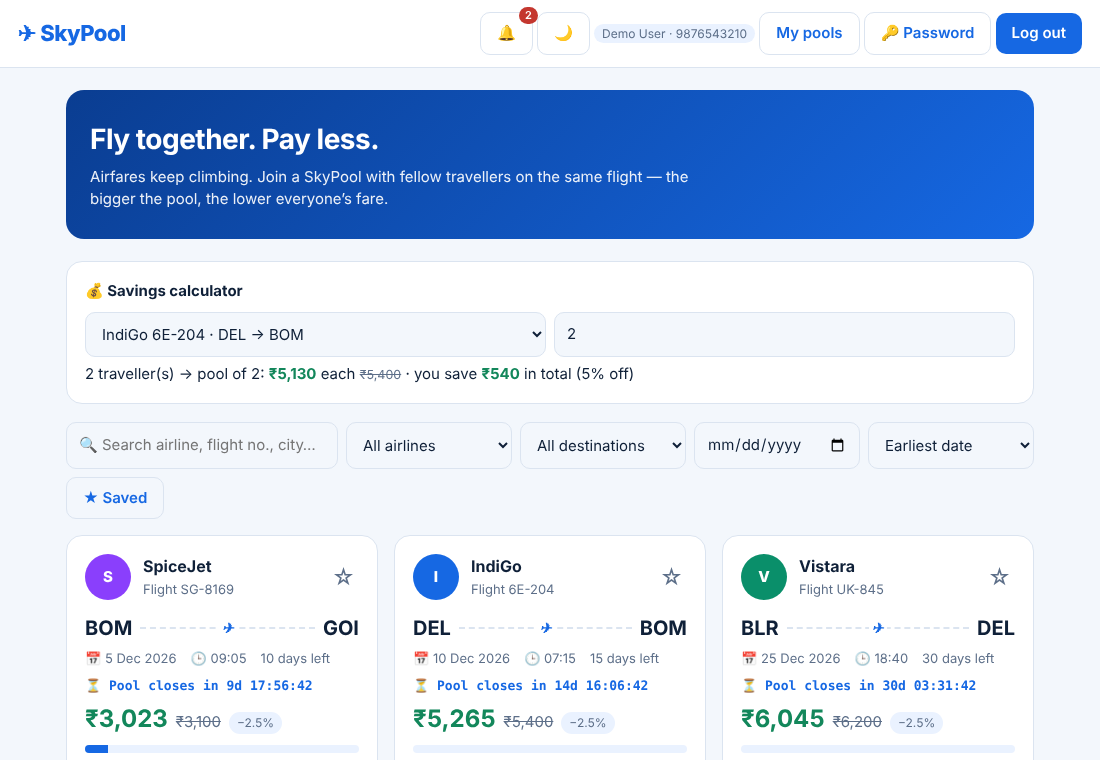 ✈ SkyPool
🔔 2 🌙 Demo User · 9876543210 My pools 🔑 Password Log out
Fly together. Pay less.
Airfares keep climbing. Join a SkyPool with fellow travellers on the same flight — the
bigger the pool, the lower everyone's fare.
💰 Savings calculator
IndiGo 6E-204 · DEL → BOM 2
2 traveller(s) → pool of 2: ₹5,130 each ₹5,400 · you save ₹540 in total (5% off)
🔍 Search airline, flight no., city... All airlines All destinations mm/dd/yyyy Earliest date
★ Saved
S SpiceJet ☆ I IndiGo ☆ V Vistara ☆
Flight SG-8169 Flight 6E-204 Flight UK-845
BOM ✈ GOI DEL ✈ BOM BLR ✈ DEL
📅 5 Dec 2026 🕒 09:05 10 days left 📅 10 Dec 2026 🕒 07:15 15 days left 📅 25 Dec 2026 🕒 18:40 30 days left
⏳ Pool closes in 9d 17:56:42 ⏳ Pool closes in 14d 16:06:42 ⏳ Pool closes in 30d 03:31:42
₹3,023 ₹3,100 −2.5% ₹5,265 ₹5,400 −2.5% ₹6,045 ₹6,200 −2.5%